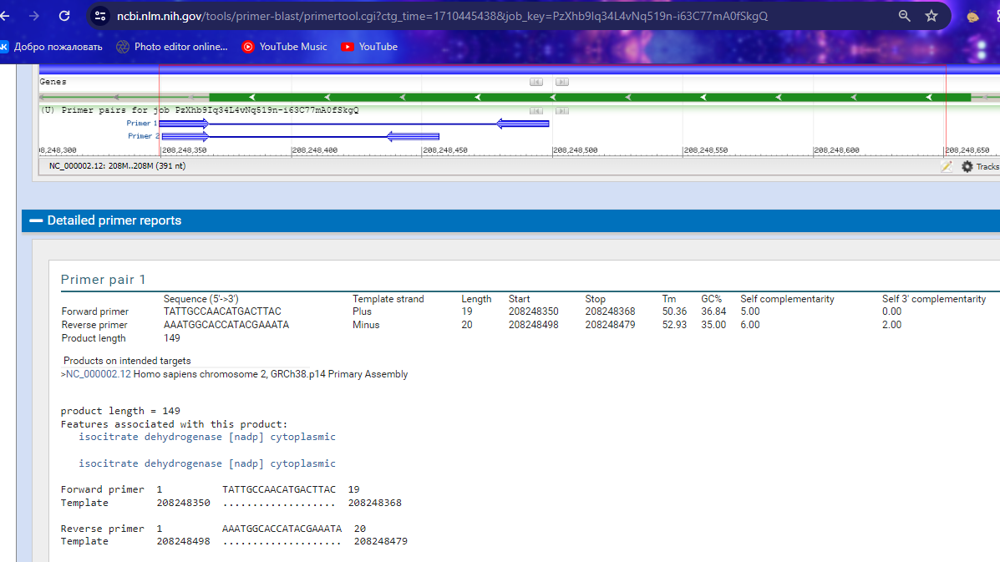 ncbi.nlm.nih.gov/tools/primer-blast/primertool.cgi?ctg_time=1710445438&job_key=PzXhb9Iq34L4vNq519n-i63C77mA0fSkgQ
Добро пожаловать Photo editor online... YouTube Music YouTube
Genes
(U) Primer pairs for job PzXhb9Iq34L4vNq519n-i63C77mA0fSkgQ
Primer 1
Primer 2
8,248,300 208,248,350 208,248,400 208,248,450 208,248,500 208,248,550 208,248,600 208,248,650
NC_000002.12: 208M..208M (391 nt) Tracks
Detailed primer reports
Primer pair 1
Sequence (5'->3') Template strand Length Start Stop Tm GC% Self complementarity Self 3' complementarity
Forward primer TATTGCCAACATGACTTAC Plus 19 208248350 208248368 50.36 36.84 5.00 0.00
Reverse primer AAATGGCACCATACGAAATA Minus 20 208248498 208248479 52.93 35.00 6.00 2.00
Product length 149
Products on intended targets
>NC_000002.12 Homo sapiens chromosome 2, GRCh38.p14 Primary Assembly
product length = 149
Features associated with this product:
isocitrate dehydrogenase [nadp] cytoplasmic
isocitrate dehydrogenase [nadp] cytoplasmic
Forward primer 1 TATTGCCAACATGACTTAC 19
Template 208248350 ................... 208248368
Reverse primer 1 AAATGGCACCATACGAAATA 20
Template 208248498 .................... 208248479